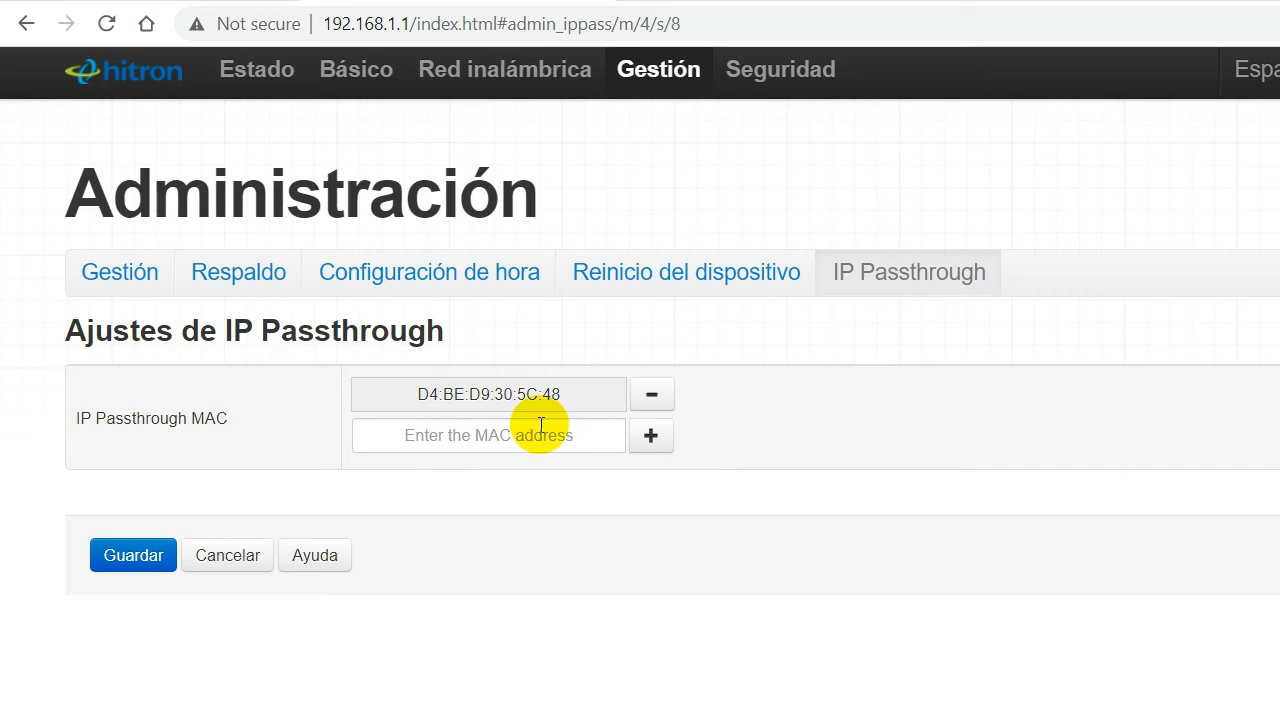 Not secure | 192.168.1.1/index.html#admin_ippass/m/4/s/8
hitron Estado Básico Red inalámbrica Gestión Seguridad Espa
Administración
Gestión Respaldo Configuración de hora Reinicio del dispositivo IP Passthrough
Ajustes de IP Passthrough
D4:BE:D9:30:5C:48 -
IP Passthrough MAC
Enter the MAC address +
Guardar Cancelar Ayuda